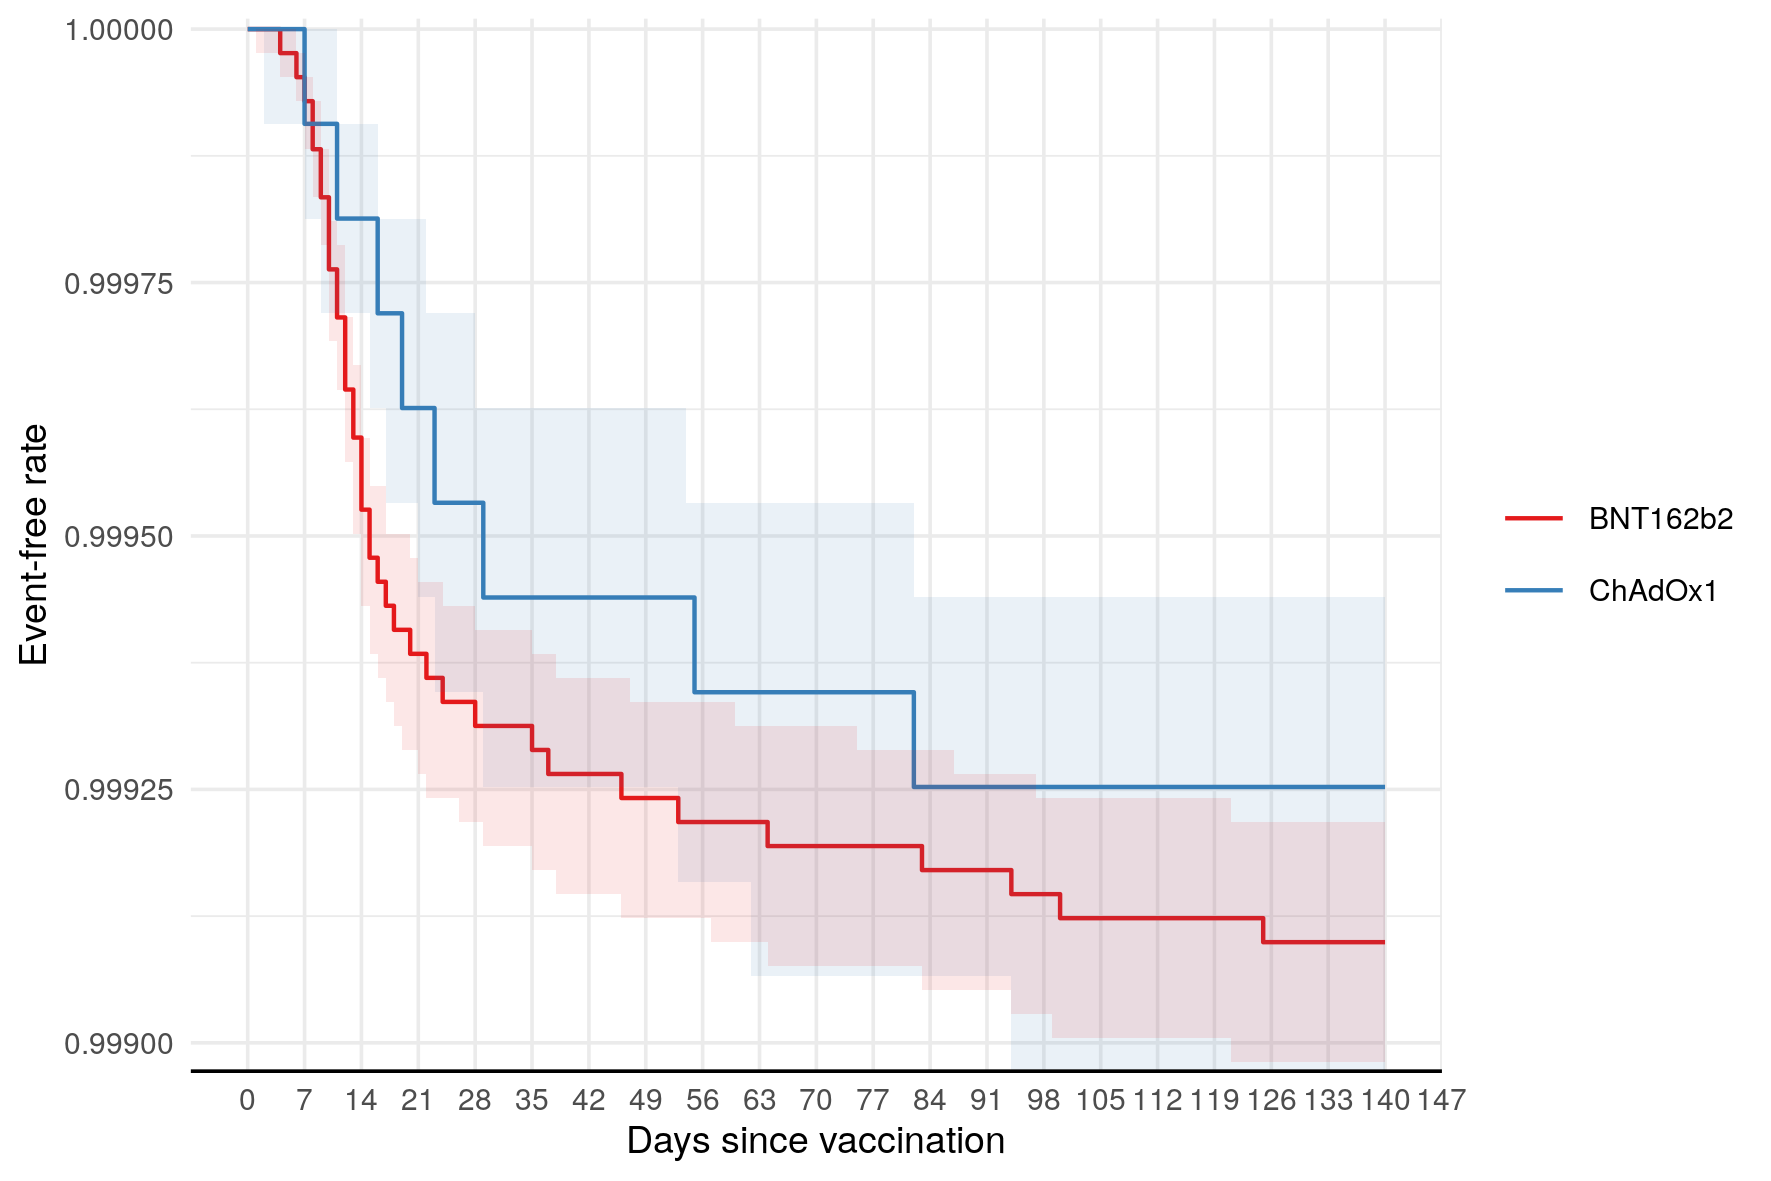 1.00000
0.99975
0.99950
0.99925
0.99900
Event-free rate
0 7 14 21 28 35 42 49 56 63 70 77 84 91 98 105 112 119 126 133 140 147
Days since vaccination
BNT162b2
ChAdOx1